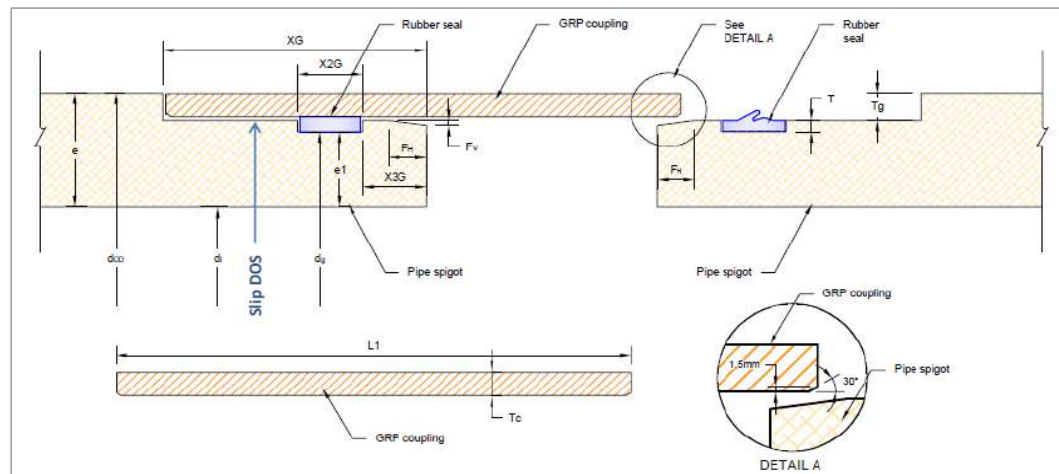 Rubber seal
GRP coupling
See
DETAIL A
Rubber
seal
XG
X2G
T
Tg
e
FH
FV
e1
X3G
FH
dOD
di
Slip DOS
dg
Pipe spigot
Pipe spigot
GRP coupling
L1
1,5mm
30°
Pipe spigot
Tc
GRP coupling
DETAIL A